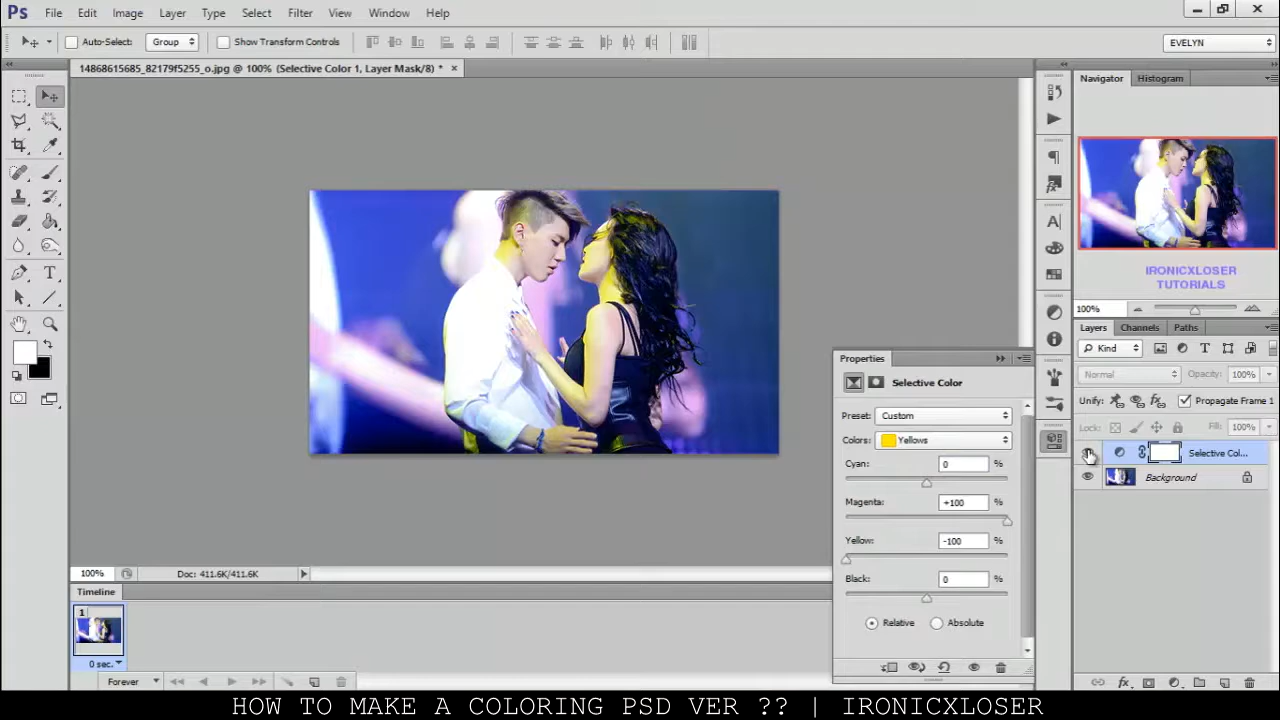 Ps File Edit Image Layer Type Select Filter View Window Help
Auto-Select: Group Show Transform Controls EVELYN
14868615685_82179f5255_o.jpg @ 100% (Selective Color 1, Layer Mask/8) *
Navigator Histogram
IRONICXLOSER
TUTORIALS
100%
Layers Channels Paths
Kind
Normal Opacity: 100%
Unify: Propagate Frame 1
Lock: Fill: 100%
Selective Col...
Background
Properties
Selective Color
Preset: Custom
Colors: Yellows
Cyan: 0 %
Magenta: +100 %
Yellow: -100 %
Black: 0 %
Relative Absolute
100% Doc: 411.6K/411.6K
Timeline
1
0 sec.
Forever
HOW TO MAKE A COLORING PSD VER ?? | IRONICXLOSER